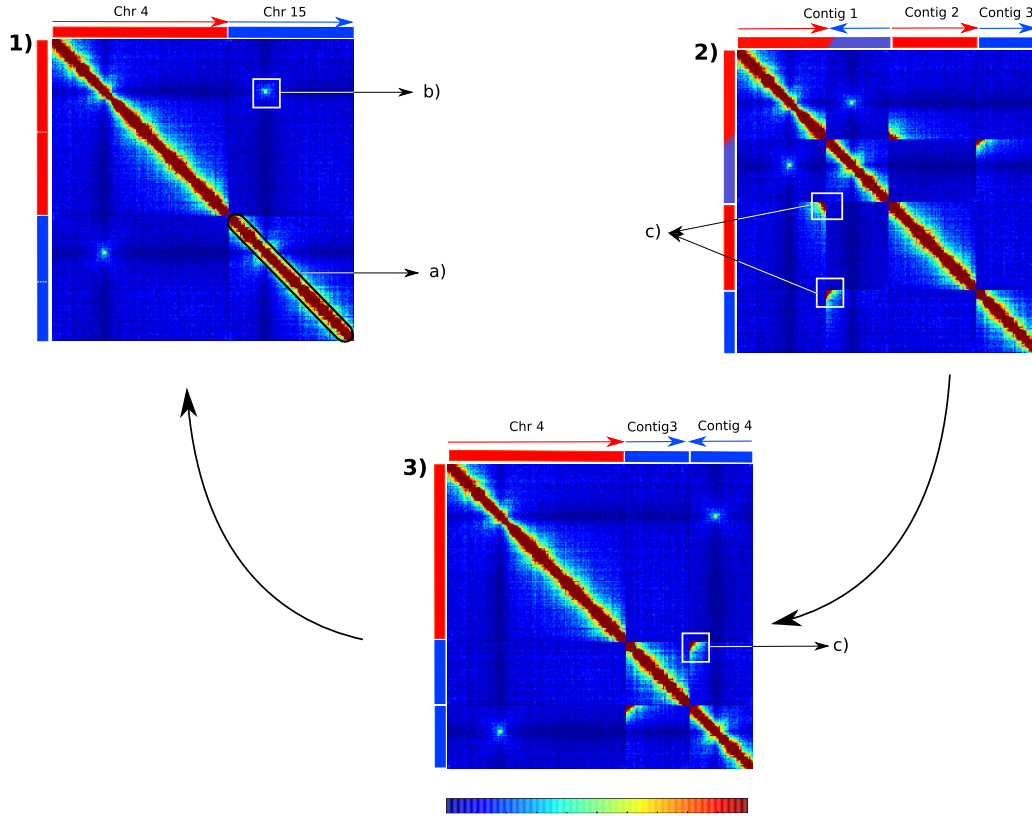 Chr 4 Chr 15
1)
b)
a)
Contig 1 Contig 2 Contig 3
2)
c)
Chr 4 Contig3 Contig 4
3)
c)